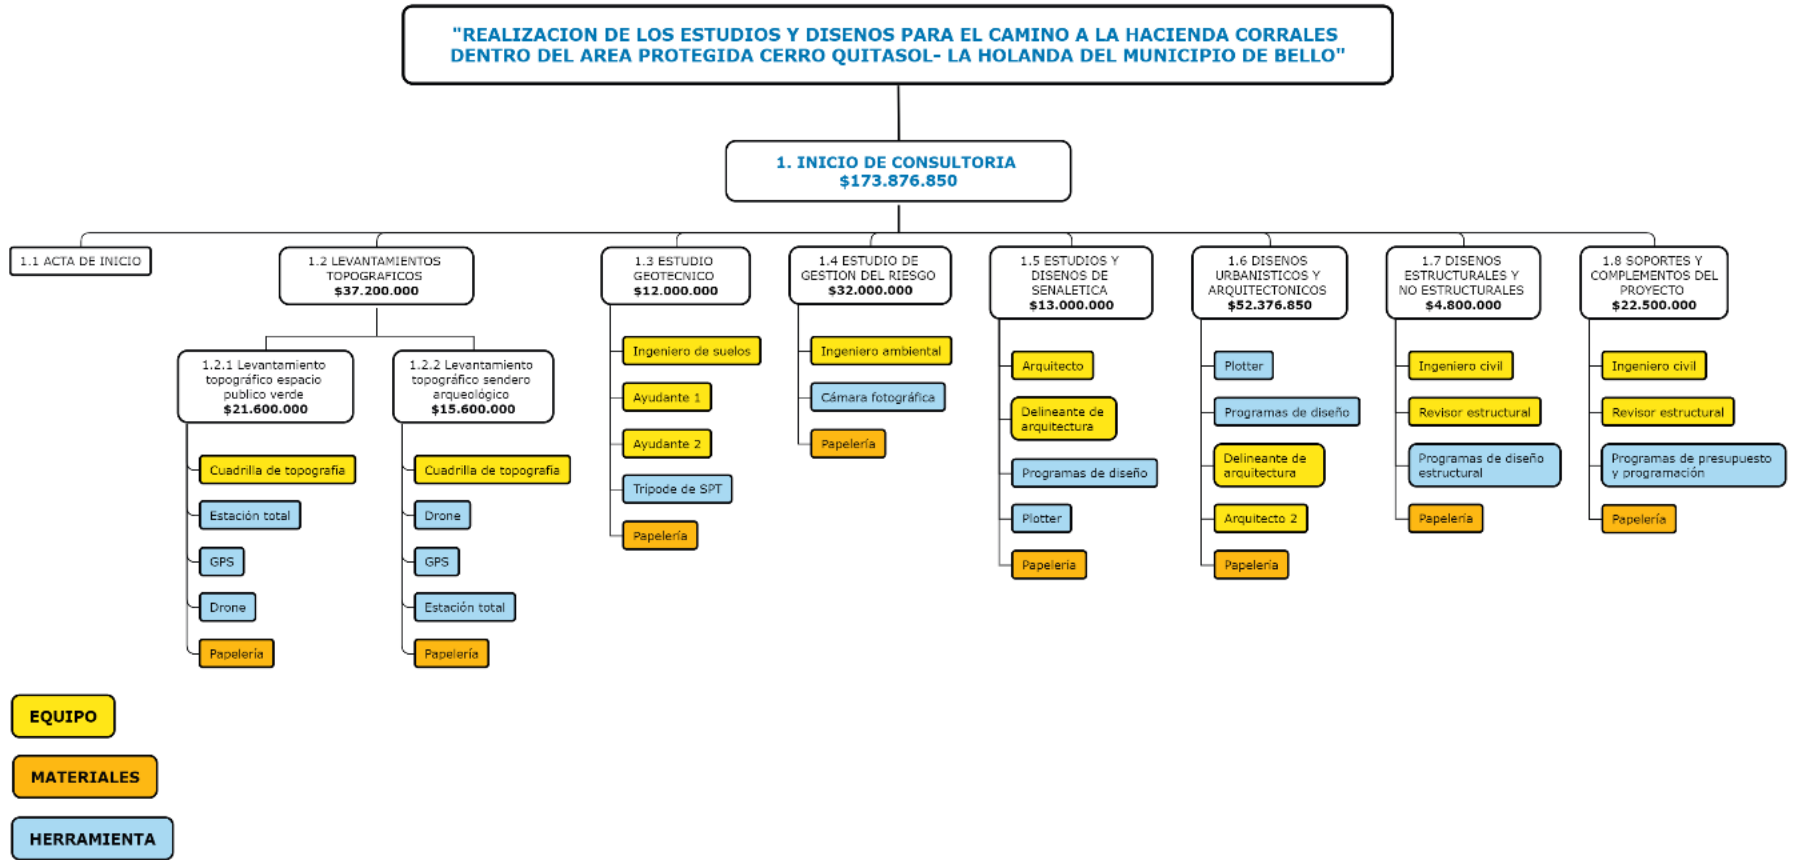 "REALIZACION DE LOS ESTUDIOS Y DISENOS PARA EL CAMINO A LA HACIENDA CORRALES
DENTRO DEL AREA PROTEGIDA CERRO QUITASOL- LA HOLANDA DEL MUNICIPIO DE BELLO"
1. INICIO DE CONSULTORIA
$173.876.850
1.1 ACTA DE INICIO
1.2 LEVANTAMIENTOS
TOPOGRAFICOS
$37.200.000
1.2.1 Levantamiento
topográfico espacio
publico verde
$21.600.000
Cuadrilla de topografia
Estación total
GPS
Drone
Papelería
1.2.2 Levantamiento
topográfico sendero
arqueológico
$15.600.000
Cuadrilla de topografia
Drone
GPS
Estación total
Papelería
1.3 ESTUDIO
GEOTECNICO
$12.000.000
Ingeniero de suelos
Ayudante 1
Ayudante 2
Tripode de SPT
Papelería
1.4 ESTUDIO DE
GESTION DEL RIESGO
$32.000.000
Ingeniero ambiental
Cámara fotográfica
Papelería
1.5 ESTUDIOS Y
DISENOS DE
SENALETICA
$13.000.000
Arquitecto
Delineante de
arquitectura
Programas de diseño
Plotter
Papelería
1.6 DISENOS
URBANISTICOS Y
ARQUITECTONICOS
$52.376.850
Plotter
Programas de diseño
Delineante de
arquitectura
Arquitecto 2
Papelería
1.7 DISENOS
ESTRUCTURALES Y
NO ESTRUCTURALES
$4.800.000
Ingeniero civil
Revisor estructural
Programas de diseño
estructural
Papelería
1.8 SOPORTES Y
COMPLEMENTOS DEL
PROYECTO
$22.500.000
Ingeniero civil
Revisor estructural
Programas de presupuesto
y programación
Papelería
EQUIPO
MATERIALES
HERRAMIENTA